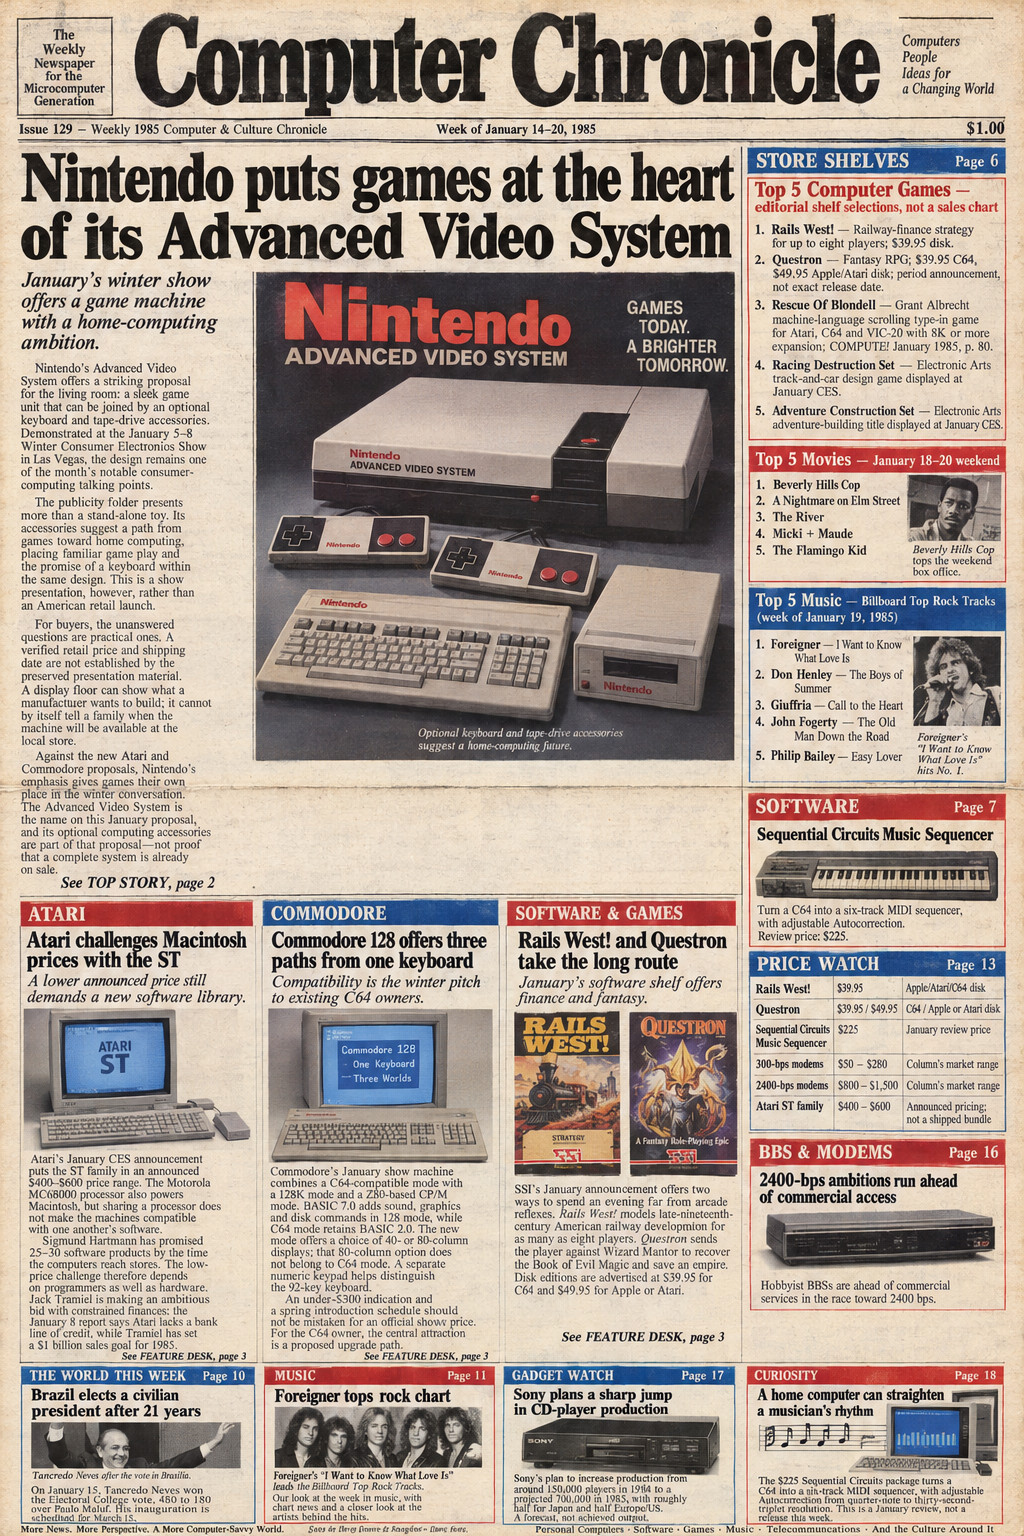 The
Weekly
Newspaper
for the
Microcomputer
Generation
Computer Chronicle
Computers
People
Ideas for
a Changing World
Issue 129 – Weekly 1985 Computer & Culture Chronicle
Week of January 14–20, 1985
$1.00
Nintendo puts games at the heart
of its Advanced Video System
January's winter show
offers a game machine
with a home-computing
ambition.
Nintendo's Advanced Video
System offers a striking proposal
for the living room: a sleek game
unit that can be joined by an optional
keyboard and tape-drive accessories.
Demonstrated at the January 5–8
Winter Consumer Electronics Show
in Las Vegas, the design remains one
of the month's notable consumer-
computing talking points.
The publicity folder presents
more than a stand-alone toy. Its
accessories suggest a path from
games toward home computing,
placing familiar game play and
the promise of a keyboard within
the same design. This is a show
presentation, however, rather than
an American retail launch.
For buyers, the unanswered
questions are practical ones. A
verified retail price and shipping
date are not established by the
preserved presentation material.
A display floor can show what a
manufacturer wants to build; it cannot
by itself tell a family when the
machine will be available at the
local store.
Against the new Atari and
Commodore proposals, Nintendo's
emphasis gives games their own
place in the winter conversation.
The Advanced Video System is
the name on this January proposal,
and its optional computing accessories
are part of that proposal—not proof
that a complete system is already
on sale.
See TOP STORY, page 2
Nintendo
ADVANCED VIDEO SYSTEM
GAMES
TODAY.
A BRIGHTER
TOMORROW.
Nintendo
ADVANCED VIDEO SYSTEM
Nintendo
Nintendo
Nintendo
Nintendo
Optional keyboard and tape-drive accessories
suggest a home-computing future.
STORE SHELVES Page 6
Top 5 Computer Games —
editorial shelf selections, not a sales chart
1. Rails West! — Railway-finance strategy
for up to eight players; $39.95 disk.
2. Questron — Fantasy RPG; $39.95 C64,
$49.95 Apple/Atari disk; period announcement,
not exact release date.
3. Rescue Of Blondell — Grant Albrecht
machine-language scrolling type-in game
for Atari, C64 and VIC-20 with 8K or more
expansion; COMPUTE! January 1985, p. 80.
4. Racing Destruction Set — Electronic Arts
track-and-car design game displayed at
January CES.
5. Adventure Construction Set — Electronic Arts
adventure-building title displayed at January CES.
Top 5 Movies — January 18–20 weekend
1. Beverly Hills Cop
2. A Nightmare on Elm Street
3. The River
4. Micki + Maude
5. The Flamingo Kid
Beverly Hills Cop
tops the weekend
box office.
Top 5 Music — Billboard Top Rock Tracks
(week of January 19, 1985)
1. Foreigner — I Want to Know
What Love Is
2. Don Henley — The Boys of
Summer
3. Giuffria — Call to the Heart
4. John Fogerty — The Old
Man Down the Road
5. Philip Bailey — Easy Lover
Foreigner's
"I Want to Know
What Love Is"
hits No. 1.
SOFTWARE Page 7
Sequential Circuits Music Sequencer
Turn a C64 into a six-track MIDI sequencer,
with adjustable Autocorrection.
Review price: $225.
PRICE WATCH Page 13
Rails West! $39.95 Apple/Atari/C64 disk
Questron $39.95 / $49.95 C64 / Apple or Atari disk
Sequential Circuits $225 January review price
Music Sequencer
300-bps modems $50 – $280 Column's market range
2400-bps modems $800 – $1,500 Column's market range
Atari ST family $400 – $600 Announced pricing;
not a shipped bundle
BBS & MODEMS Page 16
2400-bps ambitions run ahead
of commercial access
Hobbyist BBSs are ahead of commercial
services in the race toward 2400 bps.
ATARI
Atari challenges Macintosh
prices with the ST
A lower announced price still
demands a new software library.
ATARI
ST
Atari's January CES announcement
puts the ST family in an announced
$400–$600 price range. The Motorola
MC68000 processor also powers
Macintosh, but sharing a processor does
not make the machines compatible
with one another's software.
Sigmund Hartmann has promised
25–30 software products by the time
the computers reach stores. The low-
price challenge therefore depends
on programmers as well as hardware.
Jack Tramiel is making an ambitious
bid with constrained finances: the
January 8 report says Atari lacks a bank
line of credit, while Tramiel has set
a $1 billion sales goal for 1985.
See FEATURE DESK, page 3
COMMODORE
Commodore 128 offers three
paths from one keyboard
Compatibility is the winter pitch
to existing C64 owners.
Commodore 128
- One Keyboard
- Three Worlds
Commodore's January show machine
combines a C64-compatible mode with
a 128K mode and a Z80-based CP/M
mode. BASIC 7.0 adds sound, graphics
and disk commands in 128 mode, while
C64 mode retains BASIC 2.0. The new
mode offers a choice of 40- or 80-column
displays; that 80-column option does
not belong to C64 mode. A separate
numeric keypad helps distinguish
the 92-key keyboard.
An under-$300 indication and
a spring introduction schedule should
not be mistaken for an official show price.
For the C64 owner, the central attraction
is a proposed upgrade path.
See FEATURE DESK, page 3
SOFTWARE & GAMES
Rails West! and Questron
take the long route
January's software shelf offers
finance and fantasy.
RAILS
WEST!
STRATEGY
SSI
QUESTRON
A Fantasy Role-Playing Epic
SSI
SSI's January announcement offers two
ways to spend an evening far from arcade
reflexes. Rails West! models late-nineteenth-
century American railway developmtion for
as many as eight players. Questron sends
the player against Wizard Mantor to recover
the Book of Evil Magic and save an empire.
Disk editions are advertised at $39.95 for
C64 and $49.95 for Apple or Atari.
See FEATURE DESK, page 3
THE WORLD THIS WEEK Page 10
Brazil elects a civilian
president after 21 years
Tancredo Neves after the vote in Brasilia.
On January 15, Tancredo Neves won
the Electoral College vote, 480 to 180
over Paulo Maluf. His inauguration is
scheduled for March 15.
MUSIC Page 11
Foreigner tops rock chart
Foreigner's "I Want to Know What Love Is"
leads the Billboard Top Rock Tracks.
Our look at the week in music, with
chart news and a closer look at the
artists behind the hits.
GADGET WATCH Page 17
Sony plans a sharp jump
in CD-player production
SONY
Sony's plan to increase production from
around 150,000 players in 1984 to a
projected 700,000 in 1985, with roughly
half for Japan and half Europe/US.
A forecast, not achieved output.
CURIOSITY Page 18
A home computer can straighten
a musician's rhythm
The $225 Sequential Circuits package turns a
C64 into a six-track MIDI sequencer, with adjustable
Autocorrection from quarter-note to thirty-second-
triplet resolution. This is a January review, not a
release this week.
More News. More Perspective. A More Computer-Savvy World.
Personal Computers · Software · Games · Music · Telecommunications · And the Culture Around It